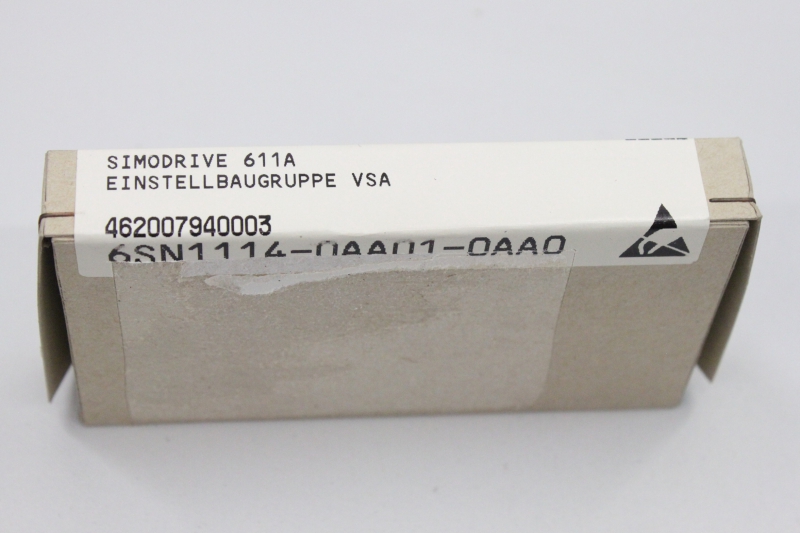 SIMODRIVE 611A
EINSTELLBAUGRUPPE VSA
462007940003
6SN1114-0AA01-0AA0